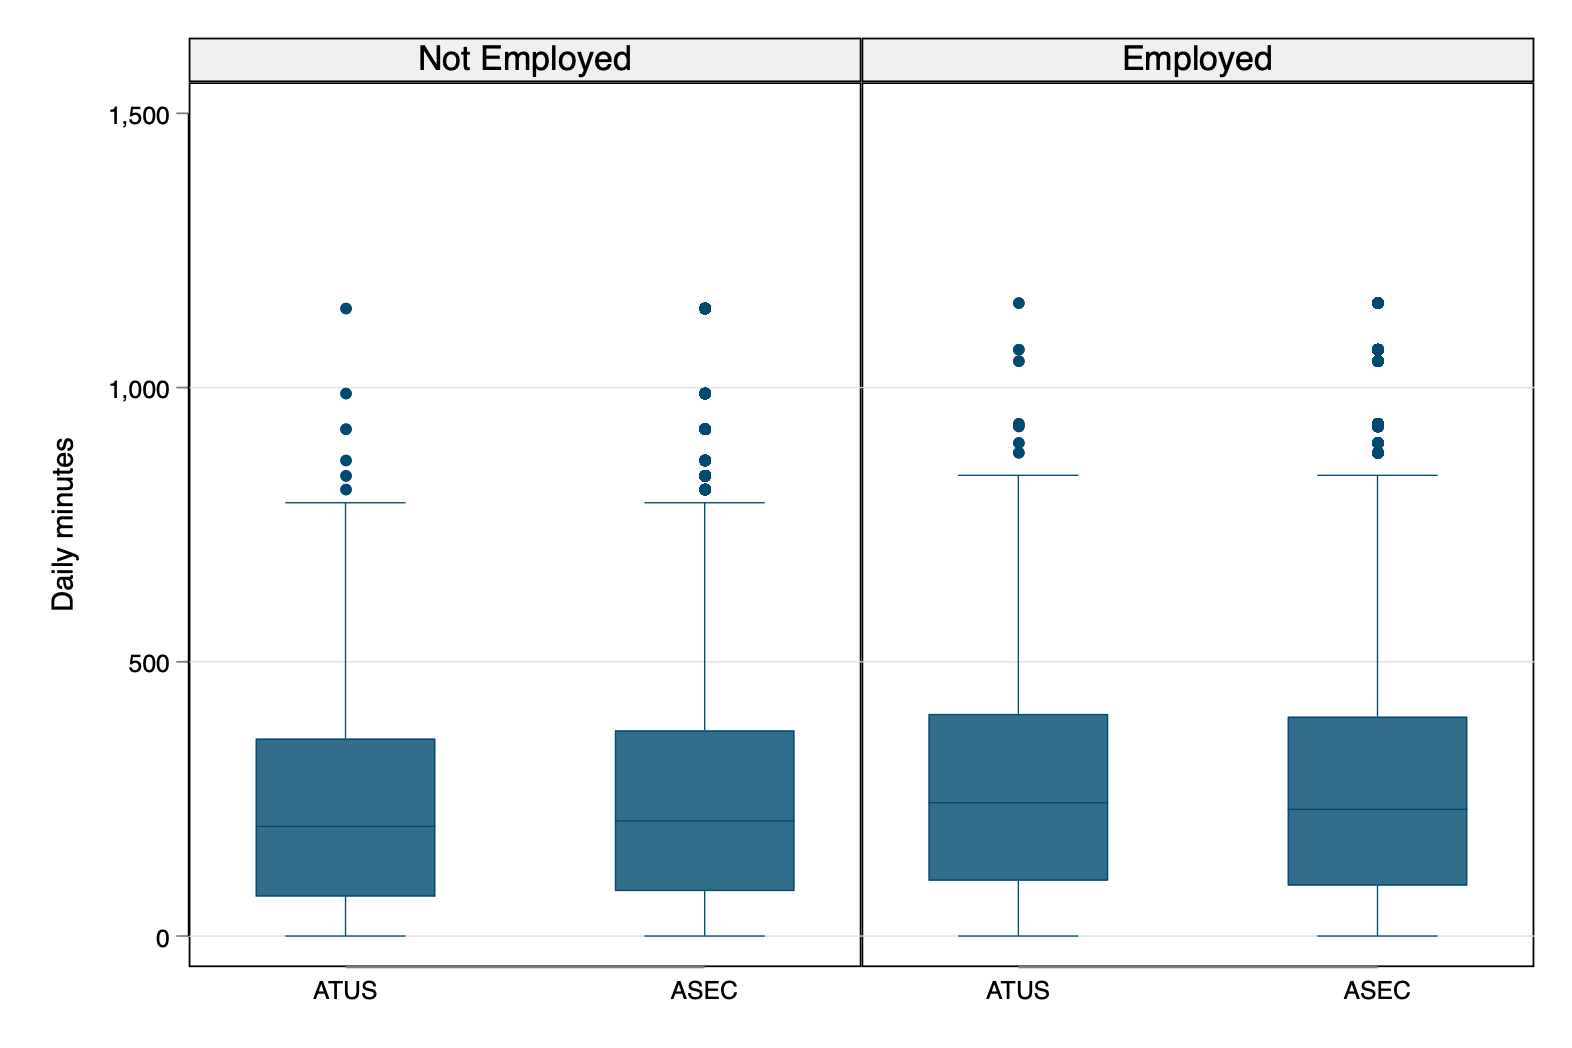 Not Employed
Employed
1,500
1,000
500
0
Daily minutes
ATUS
ASEC
ATUS
ASEC